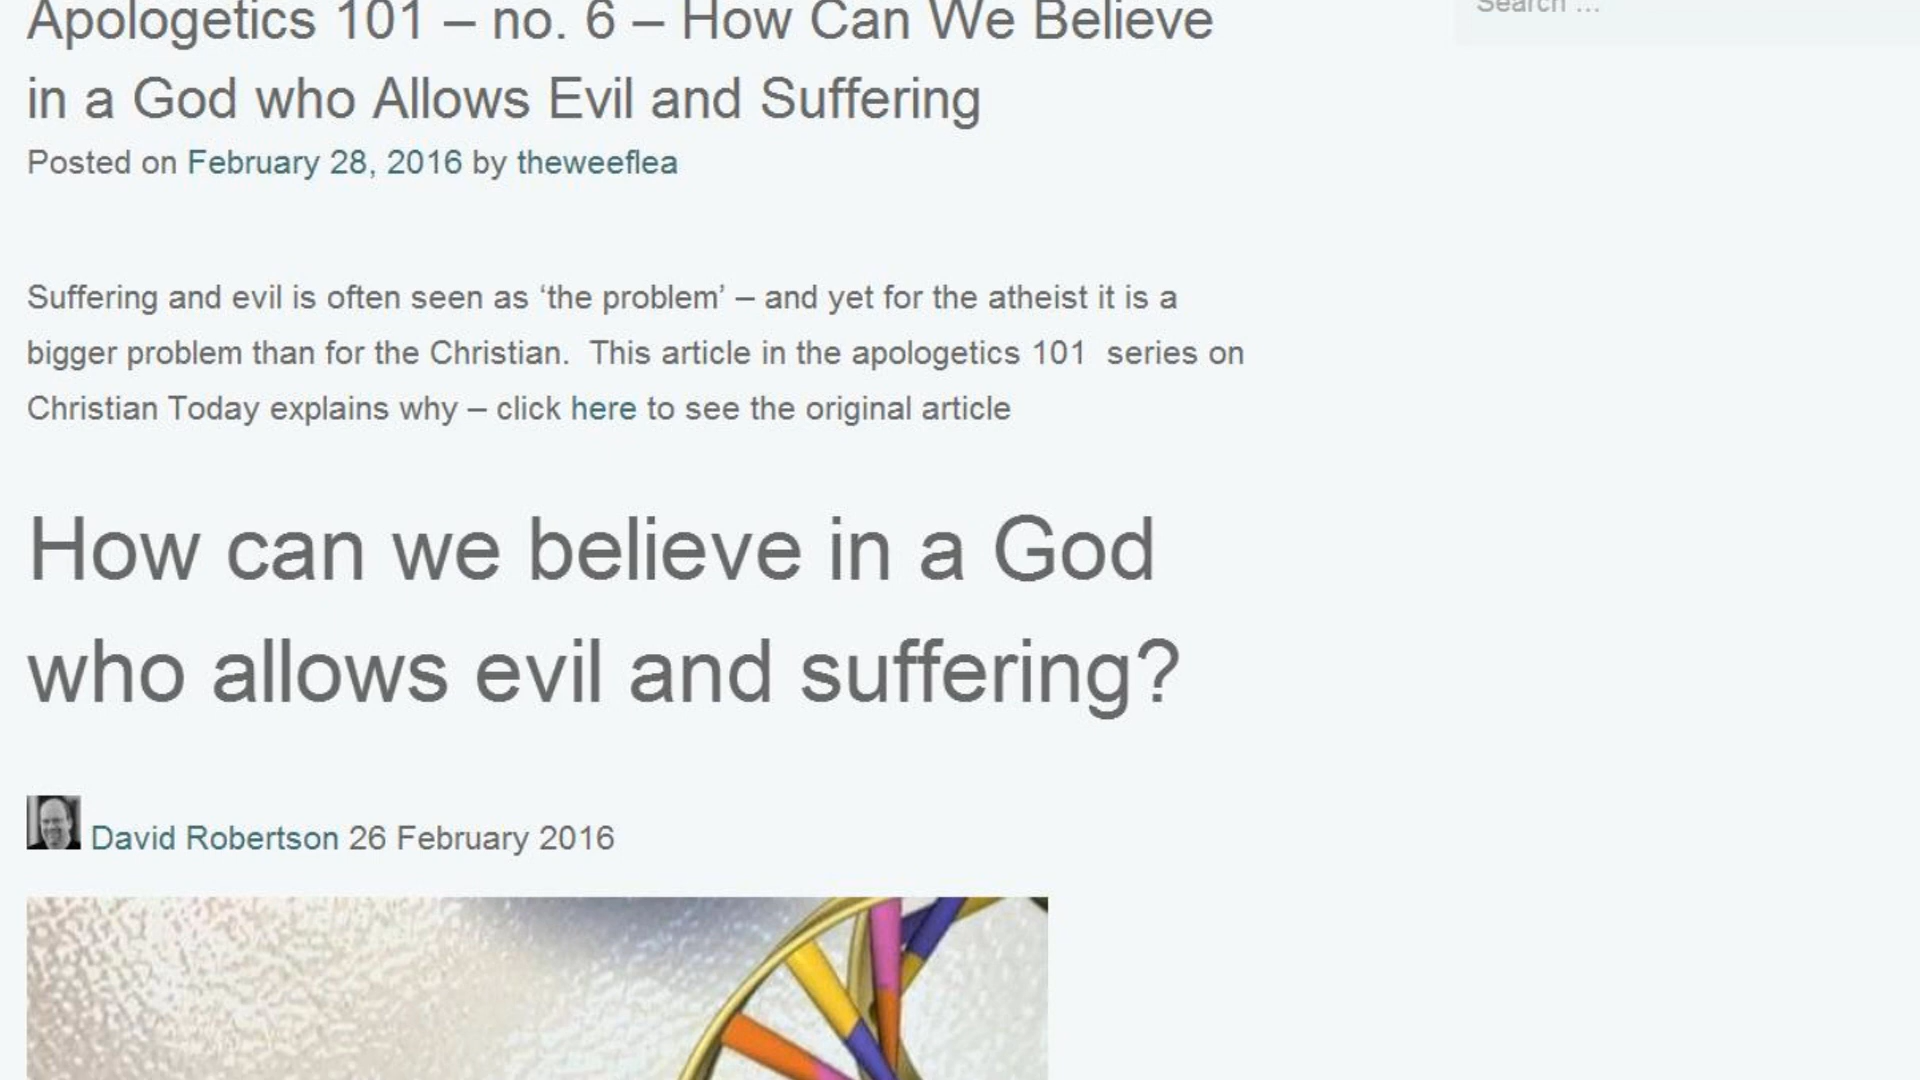 Apologetics 101 – no. 6 – How Can We Believe
in a God who Allows Evil and Suffering
Search ...
Posted on February 28, 2016 by theweeflea
Suffering and evil is often seen as ‘the problem’ – and yet for the atheist it is a
bigger problem than for the Christian.  This article in the apologetics 101  series on
Christian Today explains why – click here to see the original article
How can we believe in a God
who allows evil and suffering?
David Robertson 26 February 2016